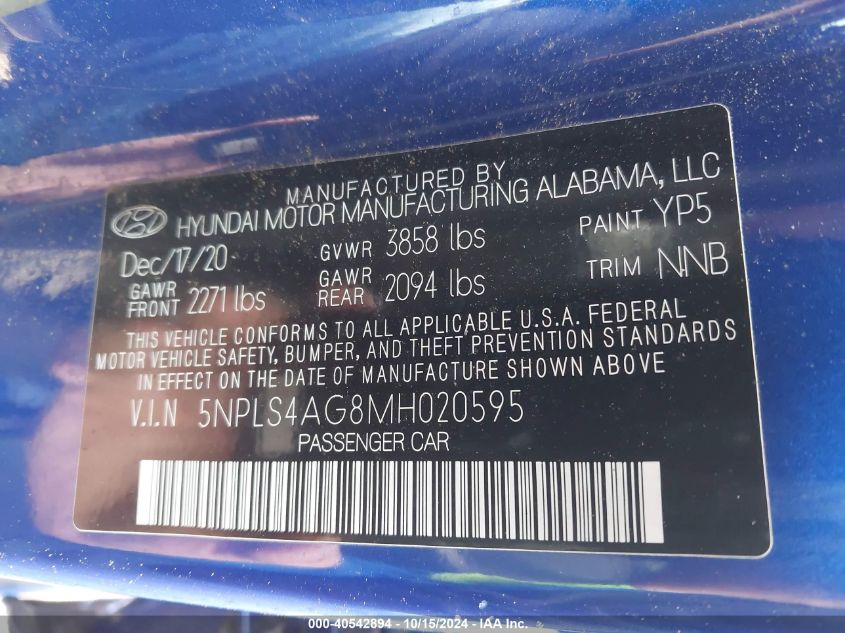 MANUFACTURED BY
HYUNDAI MOTOR MANUFACTURING ALABAMA, LLC
Dec/17/20 GVWR 3858 lbs PAINT YP5
GAWR FRONT 2271 lbs GAWR REAR 2094 lbs TRIM NNB
THIS VEHICLE CONFORMS TO ALL APPLICABLE U.S.A. FEDERAL
MOTOR VEHICLE SAFETY, BUMPER, AND THEFT PREVENTION STANDARDS
IN EFFECT ON THE DATE OF MANUFACTURE SHOWN ABOVE
V.I.N 5NPLS4AG8MH020595
PASSENGER CAR
000-40542894 - 10/15/2024 - IAA Inc.